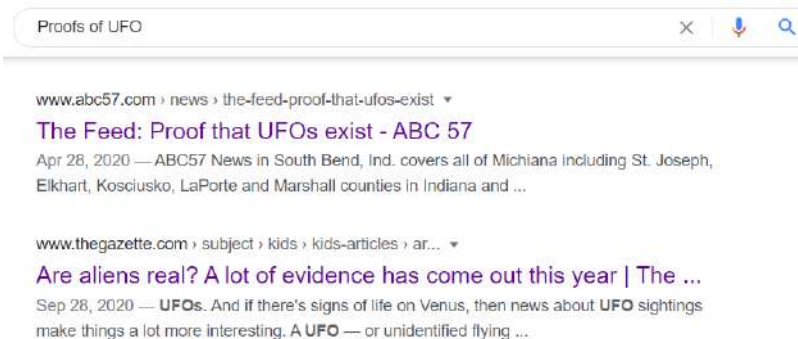 Proofs of UFO
www.abc57.com › news › the-feed-proof-that-ufos-exist
The Feed: Proof that UFOs exist - ABC 57
Apr 28, 2020 — ABC57 News in South Bend, Ind. covers all of Michiana including St. Joseph,
Elkhart, Kosciusko, LaPorte and Marshall counties in Indiana and ...
www.thegazette.com › subject › kids › kids-articles › ar...
Are aliens real? A lot of evidence has come out this year | The ...
Sep 28, 2020 — UFOs. And if there's signs of life on Venus, then news about UFO sightings
make things a lot more interesting. A UFO — or unidentified flying ...